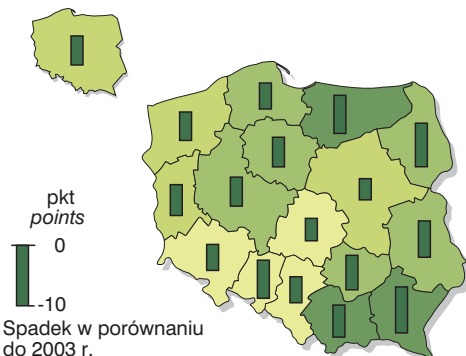 pkt
points
0
-10
Spadek w porównaniu
do 2003 r.